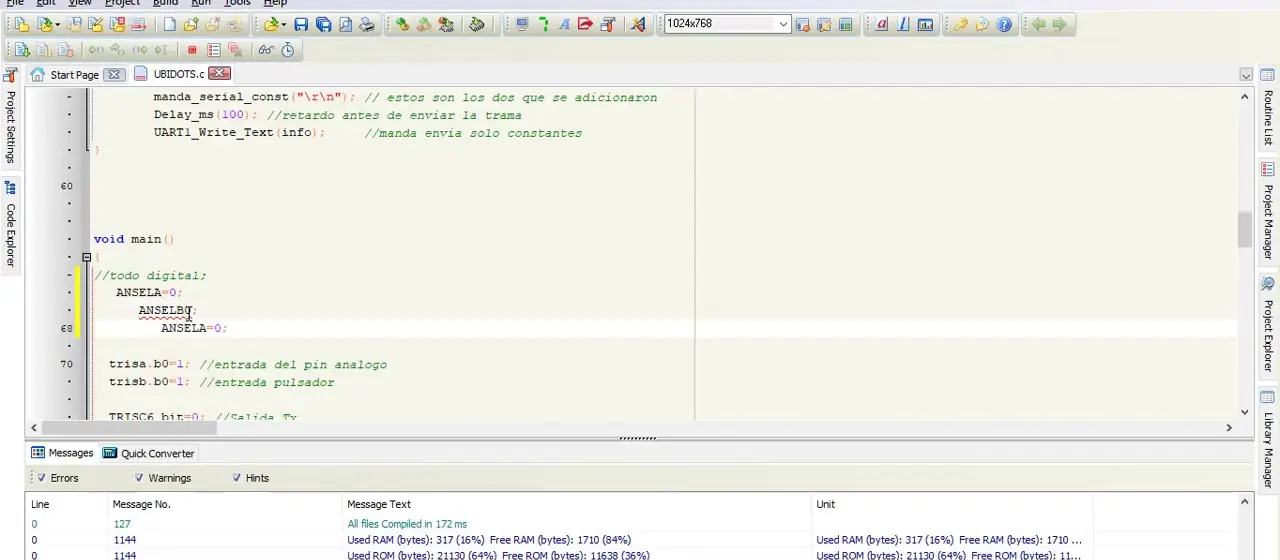 File Edit View Project Build Run Tools Help
1024x768
Start Page UBIDOTS.c
Project Settings
Code Explorer
Routine List
Project Manager
Project Explorer
Library Manager
manda_serial_const("\r\n"); // estos son los dos que se adicionaron
Delay_ms(100); //retardo antes de enviar la trama
UART1_Write_Text(info); //manda envia solo constantes
}
60
void main()
{
//todo digital;
ANSELA=0;
ANSELB0;
68 ANSELA=0;
70 trisa.b0=1; //entrada del pin analogo
trisb.b0=1; //entrada pulsador
TRISC6_bit=0; //Salida Tx
Messages Quick Converter
Errors Warnings Hints
Line Message No. Message Text Unit
0 127 All files Compiled in 172 ms
0 1144 Used RAM (bytes): 317 (16%) Free RAM (bytes): 1710 (84%) Used RAM (bytes): 317 (16%) Free RAM (bytes): 1710 ...
0 1144 Used ROM (bytes): 21130 (64%) Free ROM (bytes): 11638 (36%) Used ROM (bytes): 21130 (64%) Free ROM (bytes): 11...